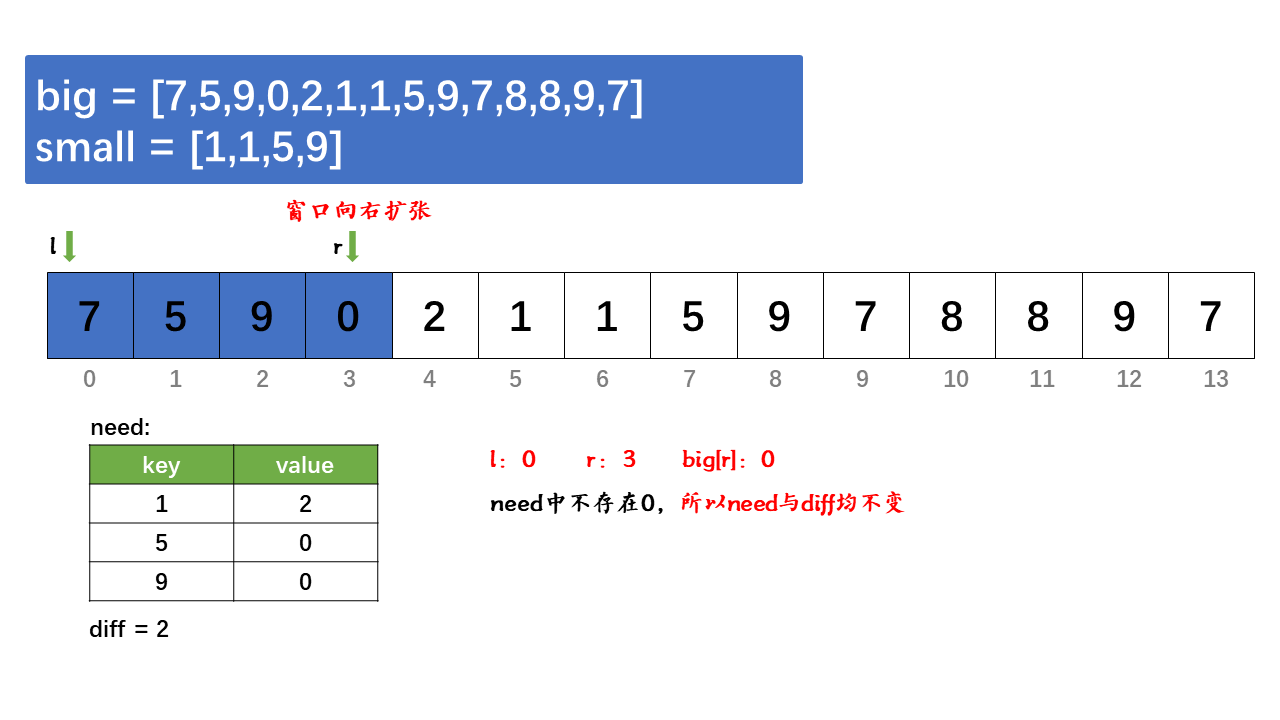 big = [7,5,9,0,2,1,1,5,9,7,8,8,9,7]
small = [1,1,5,9]
窗口向右扩张
l r
7 5 9 0 2 1 1 5 9 7 8 8 9 7
0 1 2 3 4 5 6 7 8 9 10 11 12 13
need:
key value
1 2
5 0
9 0
diff = 2
l：0 r：3 big[r]：0
need中不存在0，所以need与diff均不变